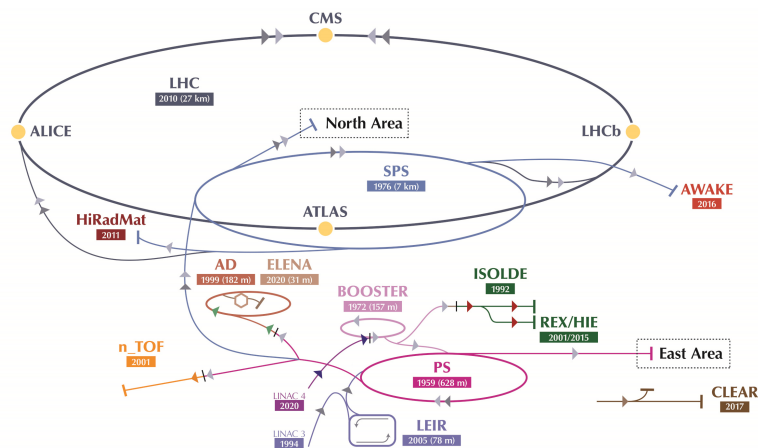 CMS
LHC
2010 (27 km)
North Area
ALICE
LHCb
SPS
1976 (7 km)
AWAKE
2016
ATLAS
HiRadMat
2011
AD
1999 (182 m)
ELENA
2020 (31 m)
ISOLDE
1992
BOOSTER
1972 (157 m)
REX/HIE
2001/2015
n_TOF
2001
East Area
PS
1959 (628 m)
LINAC 4
2020
CLEAR
2017
LINAC 3
1994
LEIR
2005 (78 m)